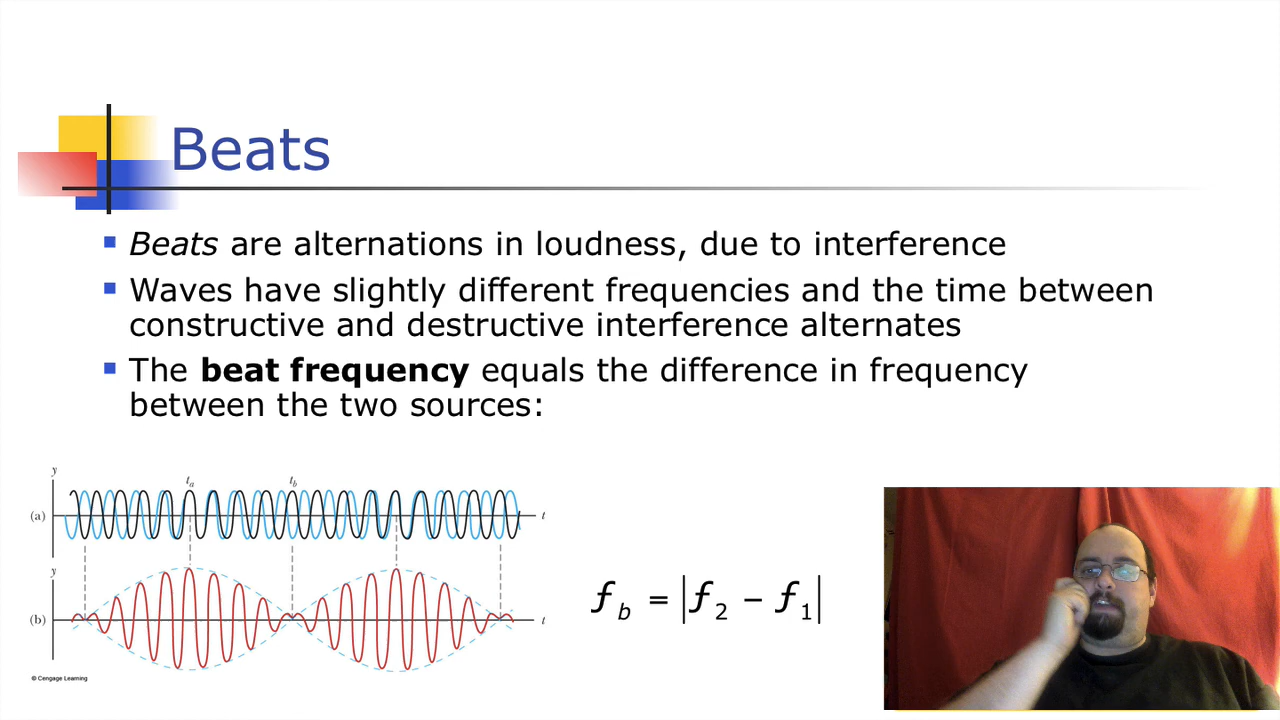 Beats
Beats are alternations in loudness, due to interference
Waves have slightly different frequencies and the time between
constructive and destructive interference alternates
The beat frequency equals the difference in frequency
between the two sources:
y
t_a
t_b
(a)
t
y
(b)
t
f_b = |f_2 − f_1|
© Cengage Learning